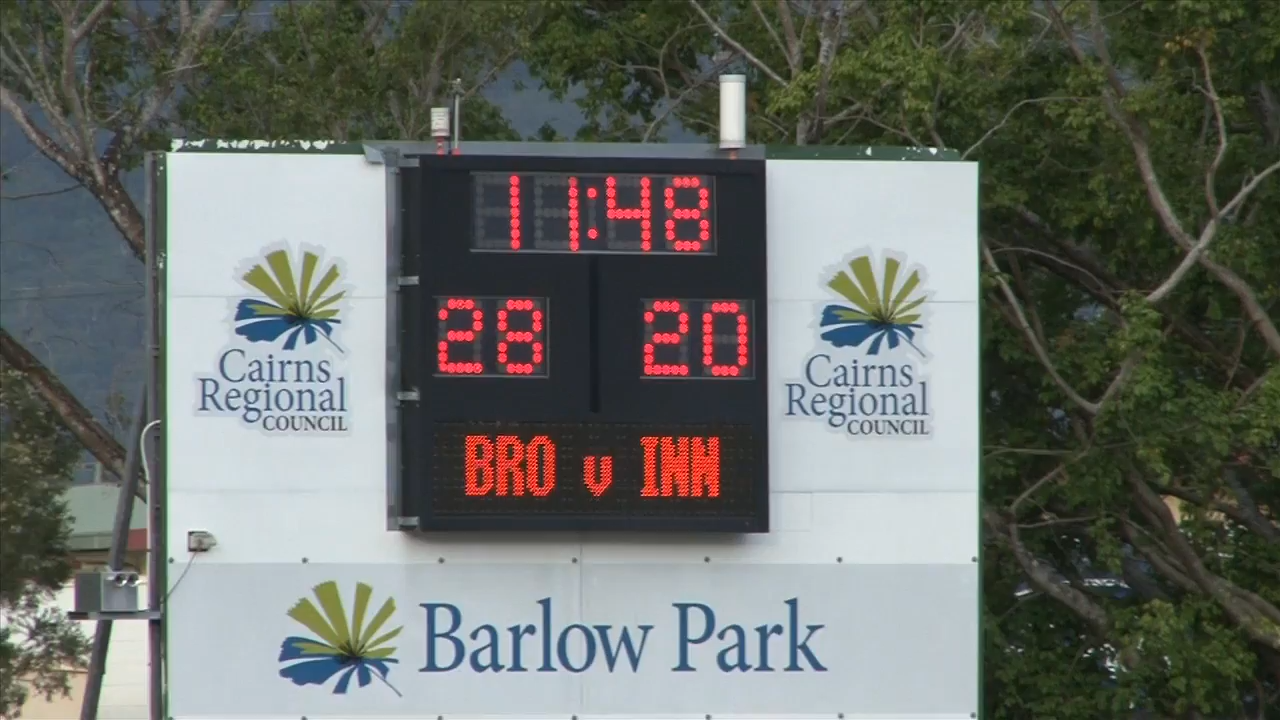 11:48
28 20
BRO v INN
Cairns
Regional
COUNCIL
Cairns
Regional
COUNCIL
Barlow Park